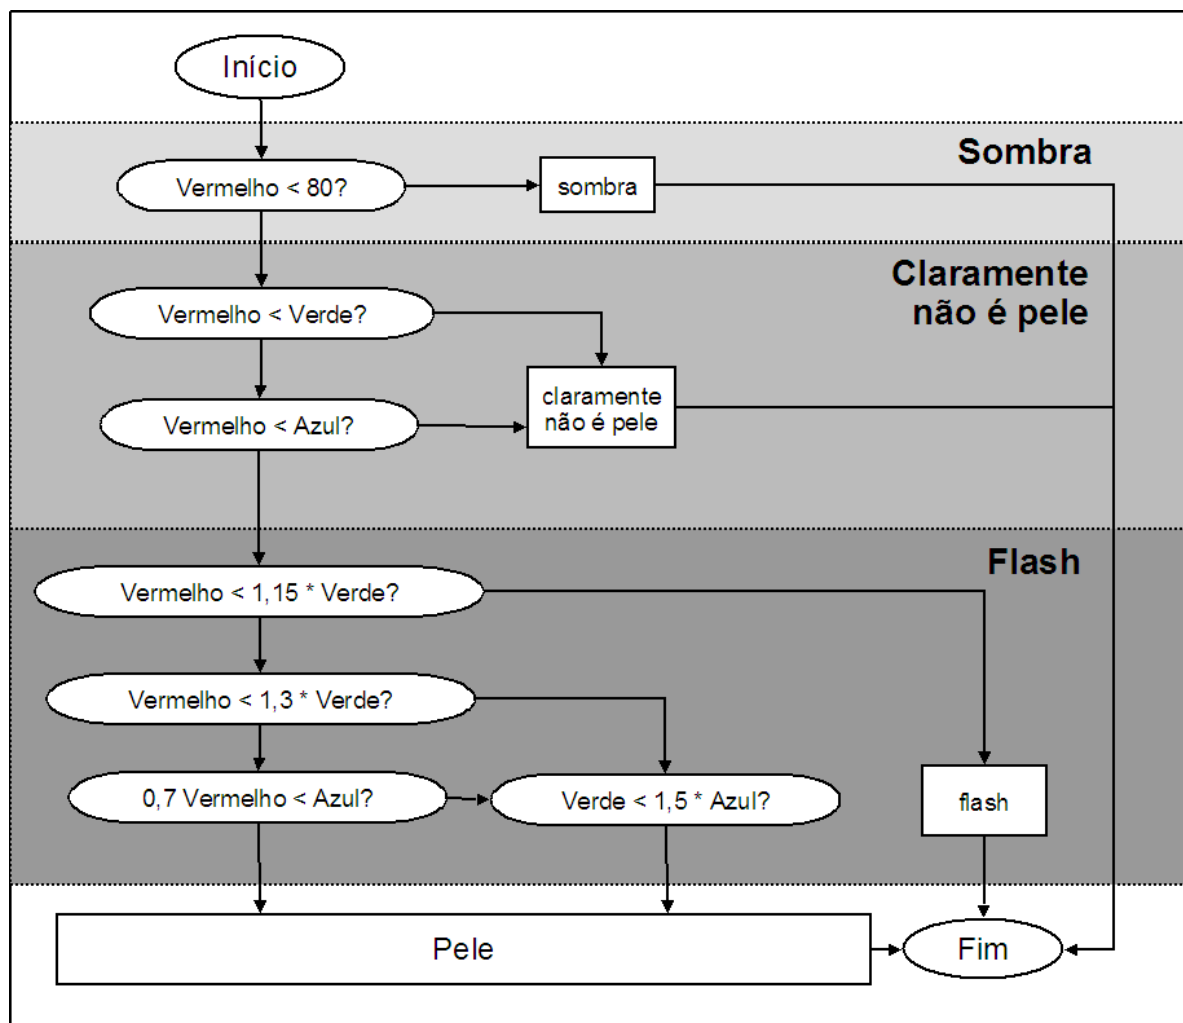 Início
Sombra
Vermelho < 80?
sombra
Claramente
não é pele
Vermelho < Verde?
claramente
não é pele
Vermelho < Azul?
Flash
Vermelho < 1,15 * Verde?
Vermelho < 1,3 * Verde?
0,7 Vermelho < Azul?
Verde < 1,5 * Azul?
flash
Pele
Fim